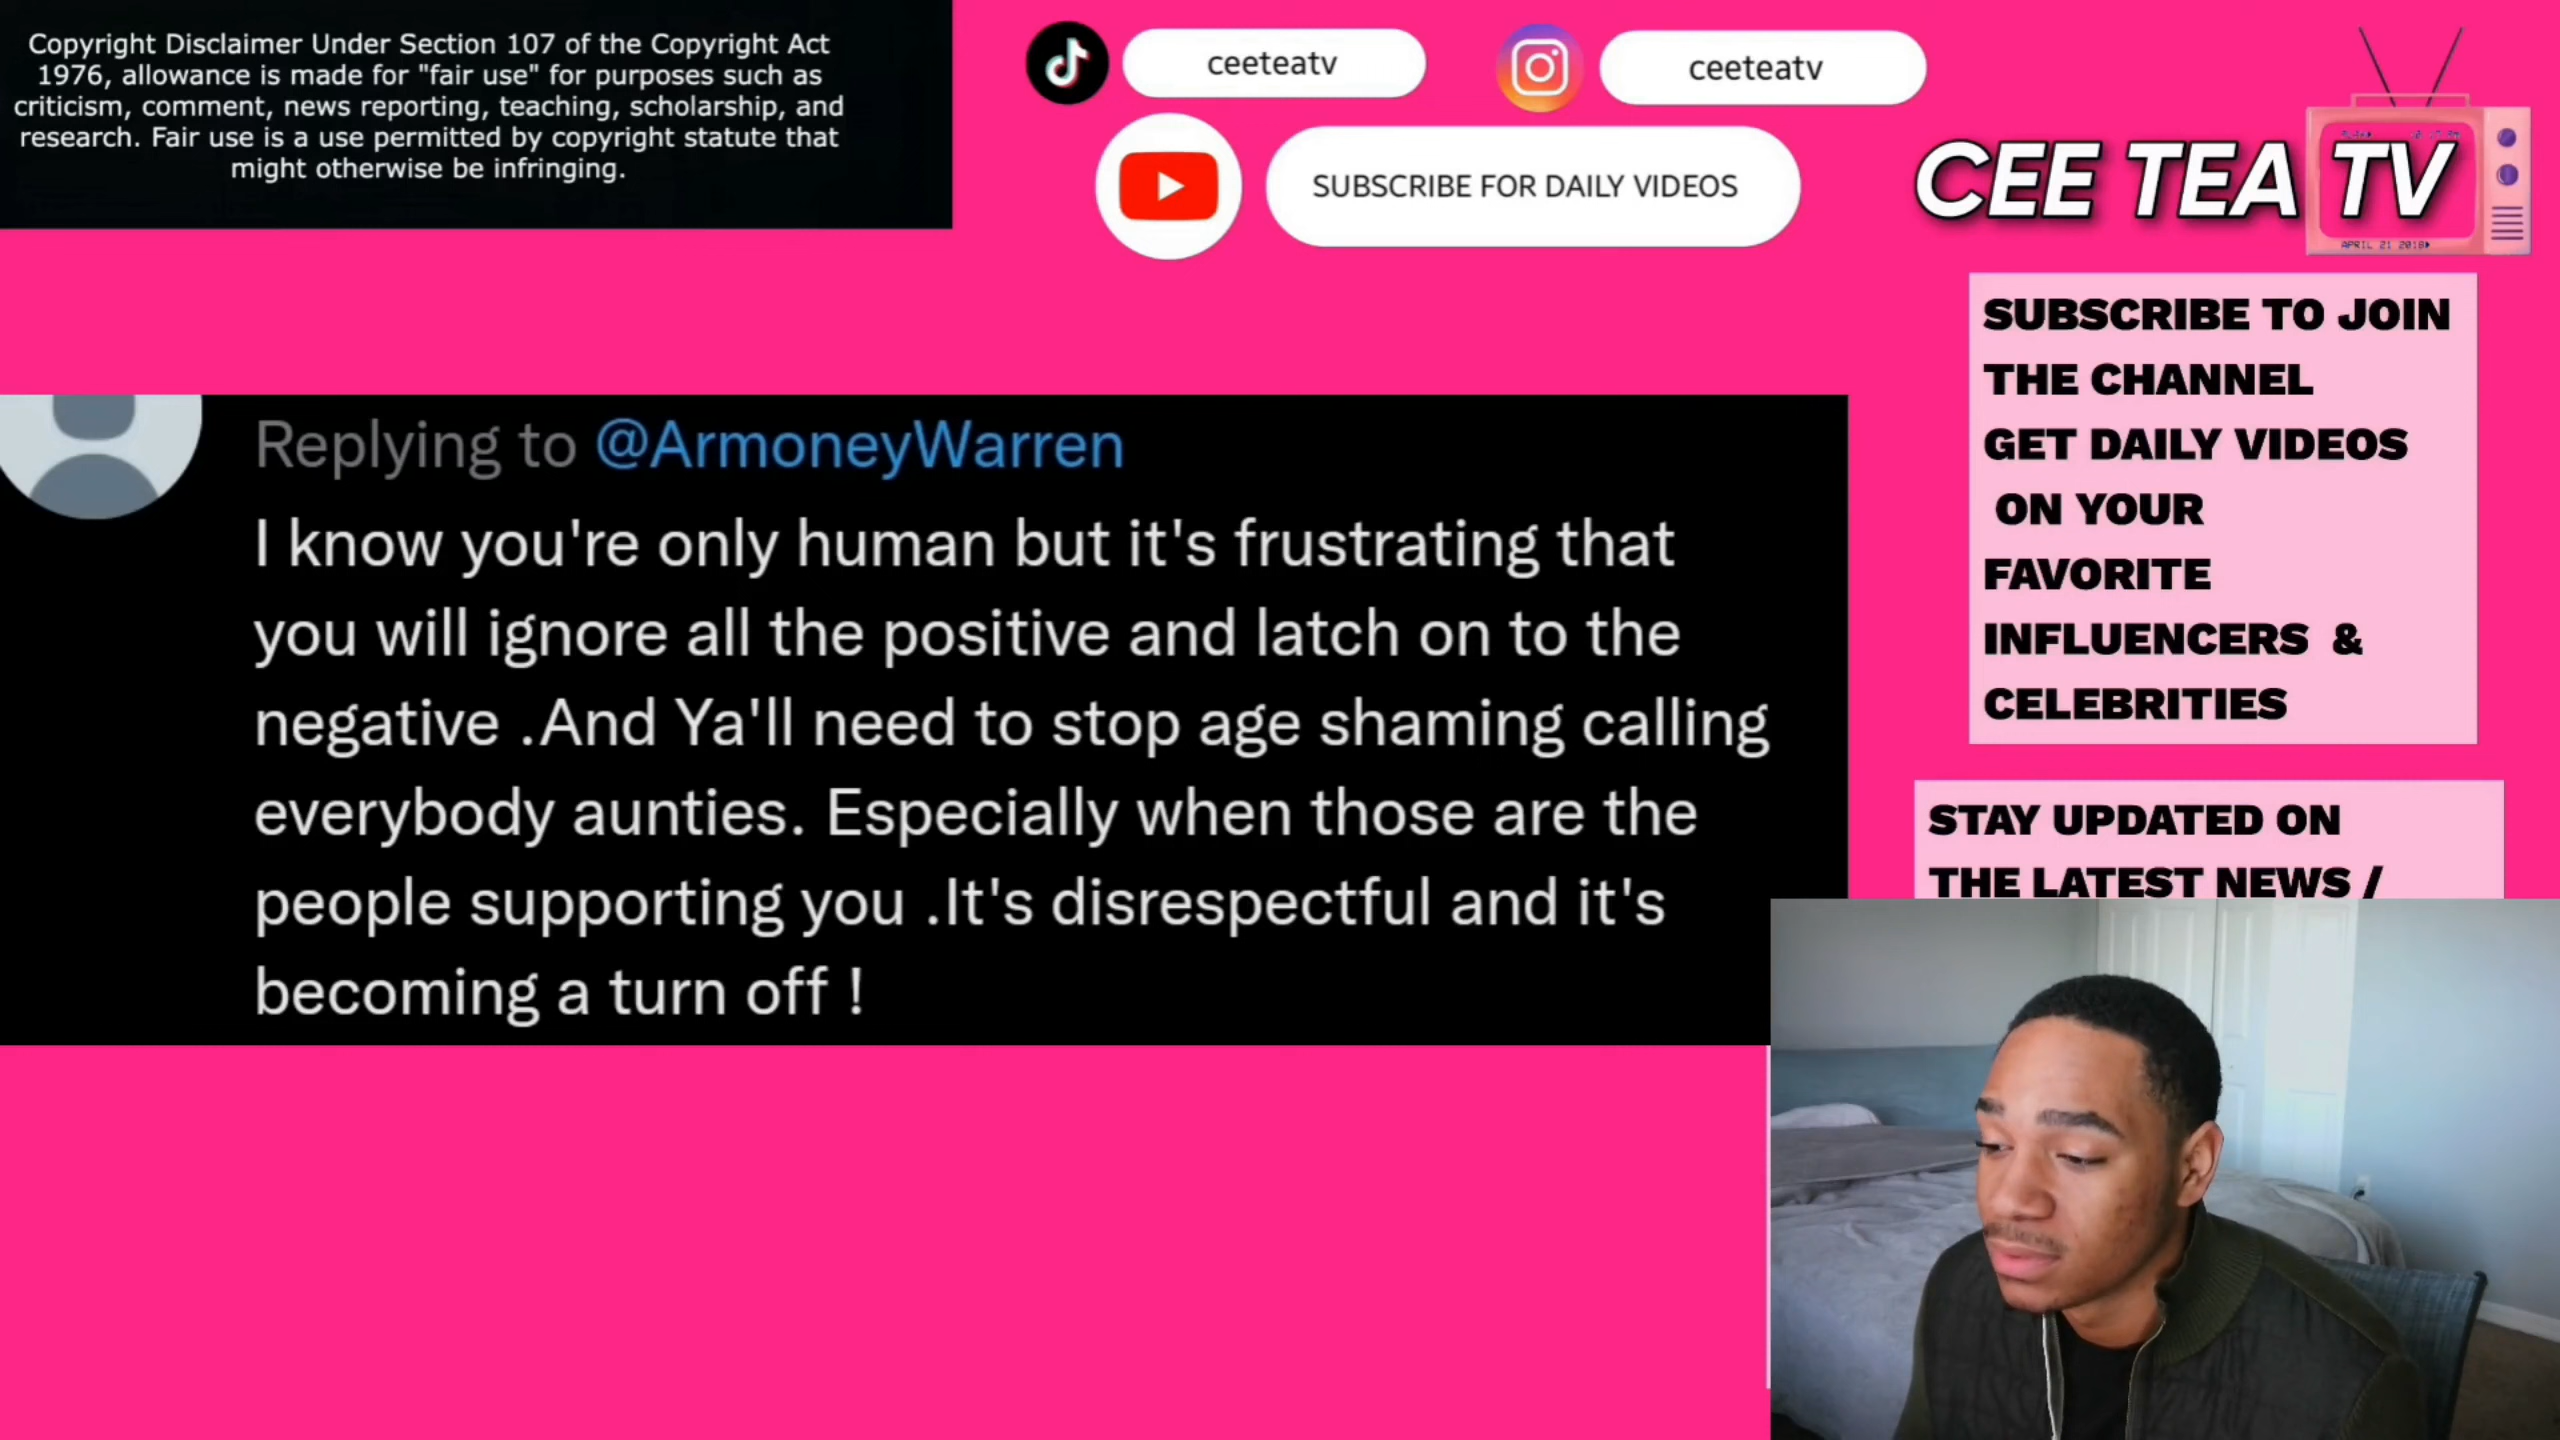 Copyright Disclaimer Under Section 107 of the Copyright Act
1976, allowance is made for "fair use" for purposes such as
criticism, comment, news reporting, teaching, scholarship, and
research. Fair use is a use permitted by copyright statute that
might otherwise be infringing.
ceeteatv
ceeteatv
SUBSCRIBE FOR DAILY VIDEOS
CEE TEA TV
APRIL 21 2018
SUBSCRIBE TO JOIN
THE CHANNEL
GET DAILY VIDEOS
ON YOUR
FAVORITE
INFLUENCERS &
CELEBRITIES
Replying to @ArmoneyWarren
I know you're only human but it's frustrating that
you will ignore all the positive and latch on to the
negative .And Ya'll need to stop age shaming calling
everybody aunties. Especially when those are the
people supporting you .It's disrespectful and it's
becoming a turn off !
STAY UPDATED ON
THE LATEST NEWS /